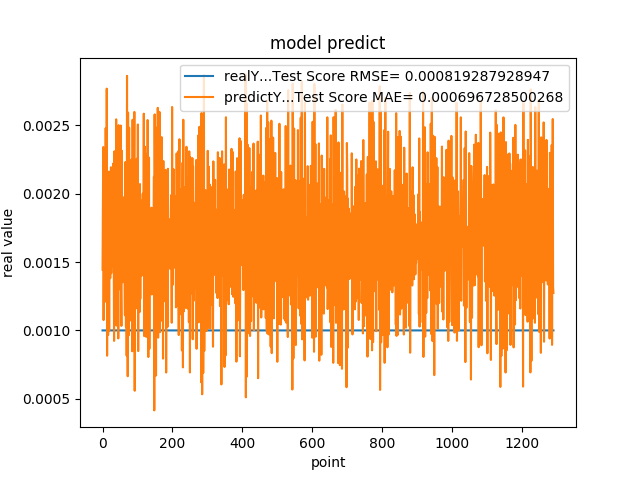 model predict
realY...Test Score RMSE= 0.000819287928947
predictY...Test Score MAE= 0.000696728500268
real value
0.0025
0.0020
0.0015
0.0010
0.0005
0 200 400 600 800 1000 1200
point